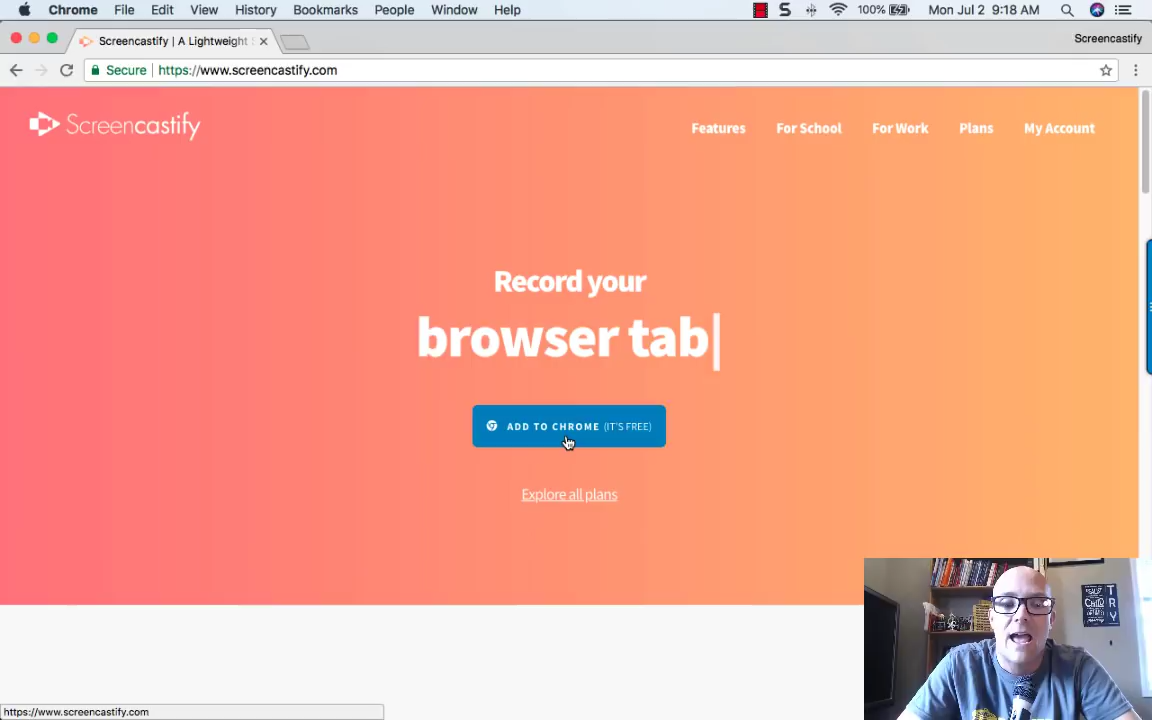 Chrome File Edit View History Bookmarks People Window Help 100% Mon Jul 2 9:18 AM
Screencastify | A Lightweight
Screencastify
Secure https://www.screencastify.com
Screencastify
Features For School For Work Plans My Account
Record your
browser tab
ADD TO CHROME (IT'S FREE)
Explore all plans
TRY
https://www.screencastify.com